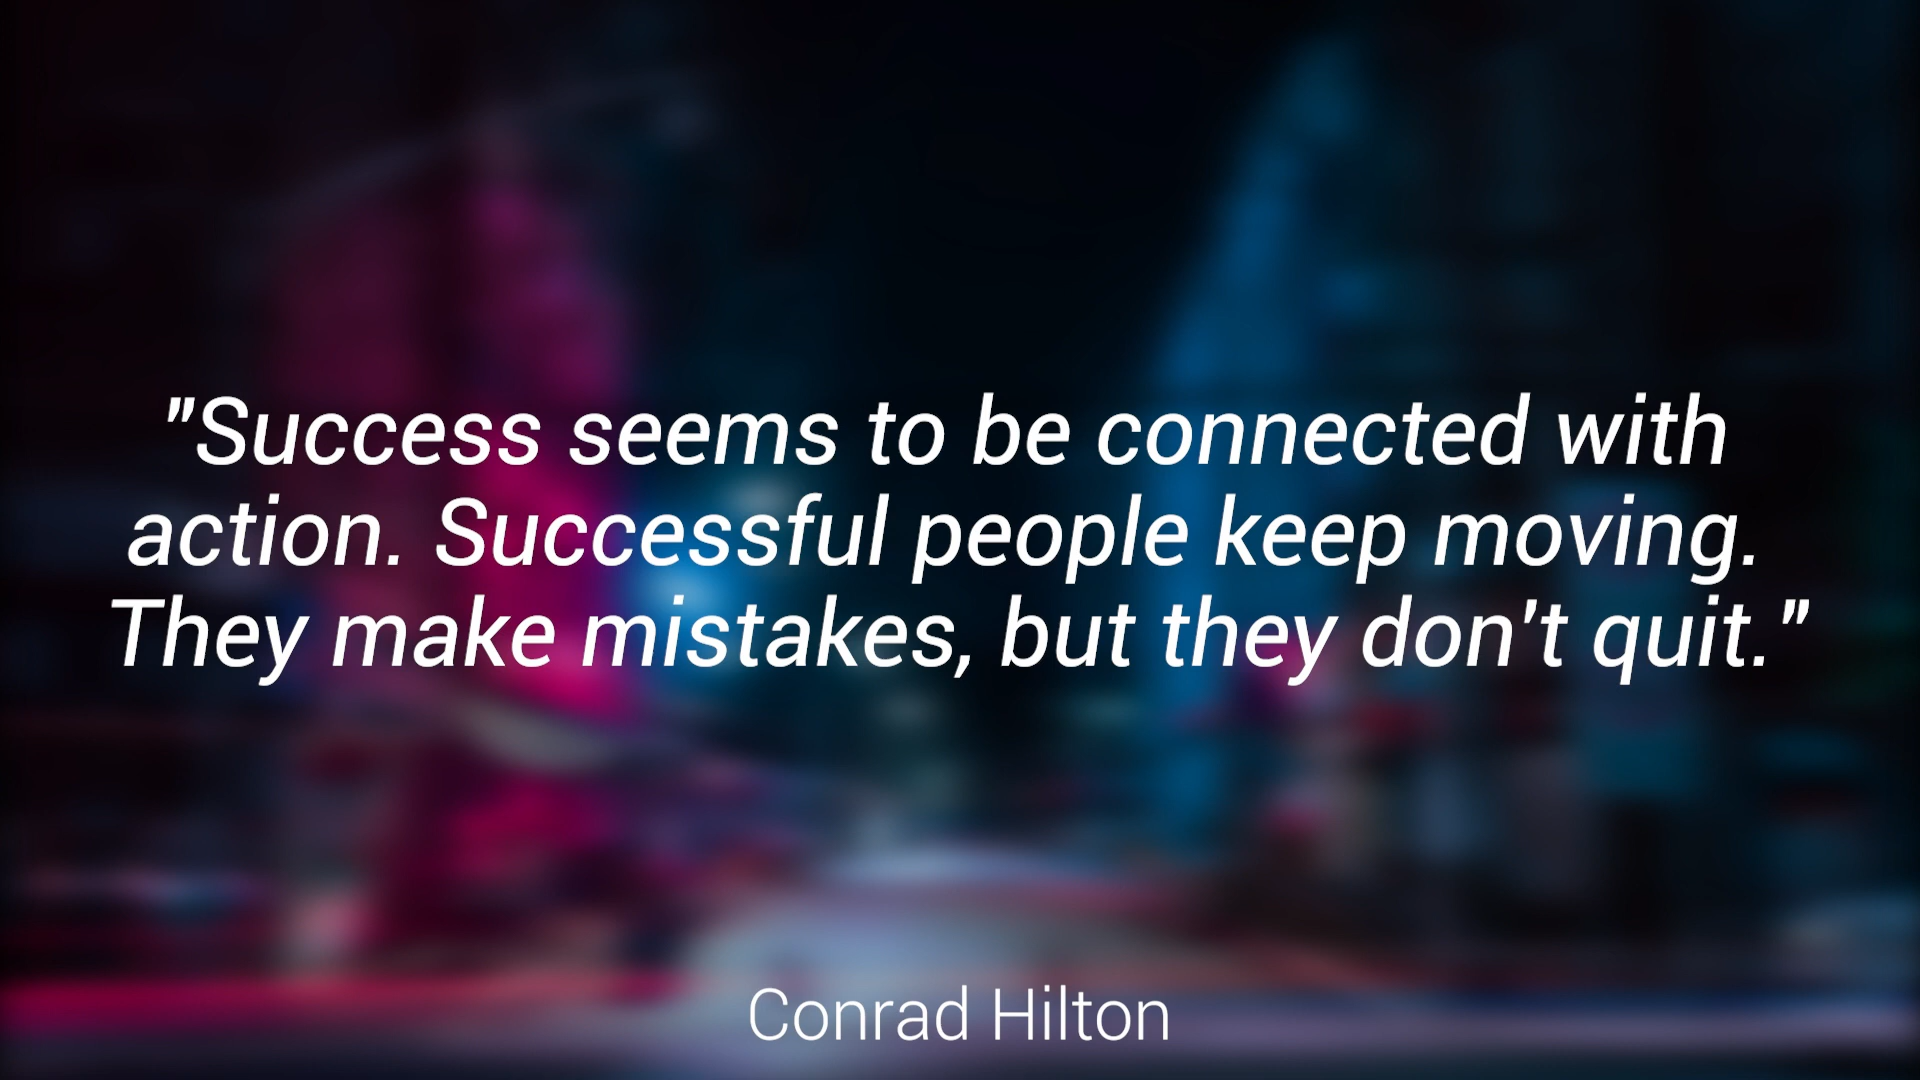 "Success seems to be connected with
action. Successful people keep moving.
They make mistakes, but they don't quit."
Conrad Hilton